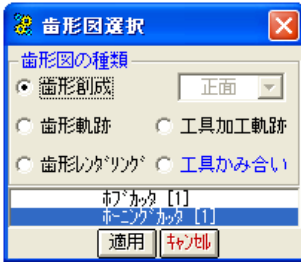 歯形図選択
歯形図の種類
歯形創成 正面
歯形軌跡 工具加工軌跡
歯形ﾚﾝﾀﾞﾘﾝｸﾞ 工具かみ合い
ﾎﾌﾞｶｯﾀ [1]
ﾎｰﾆﾝｸﾞｶｯﾀ [1]
適用 ｷｬﾝｾﾙ